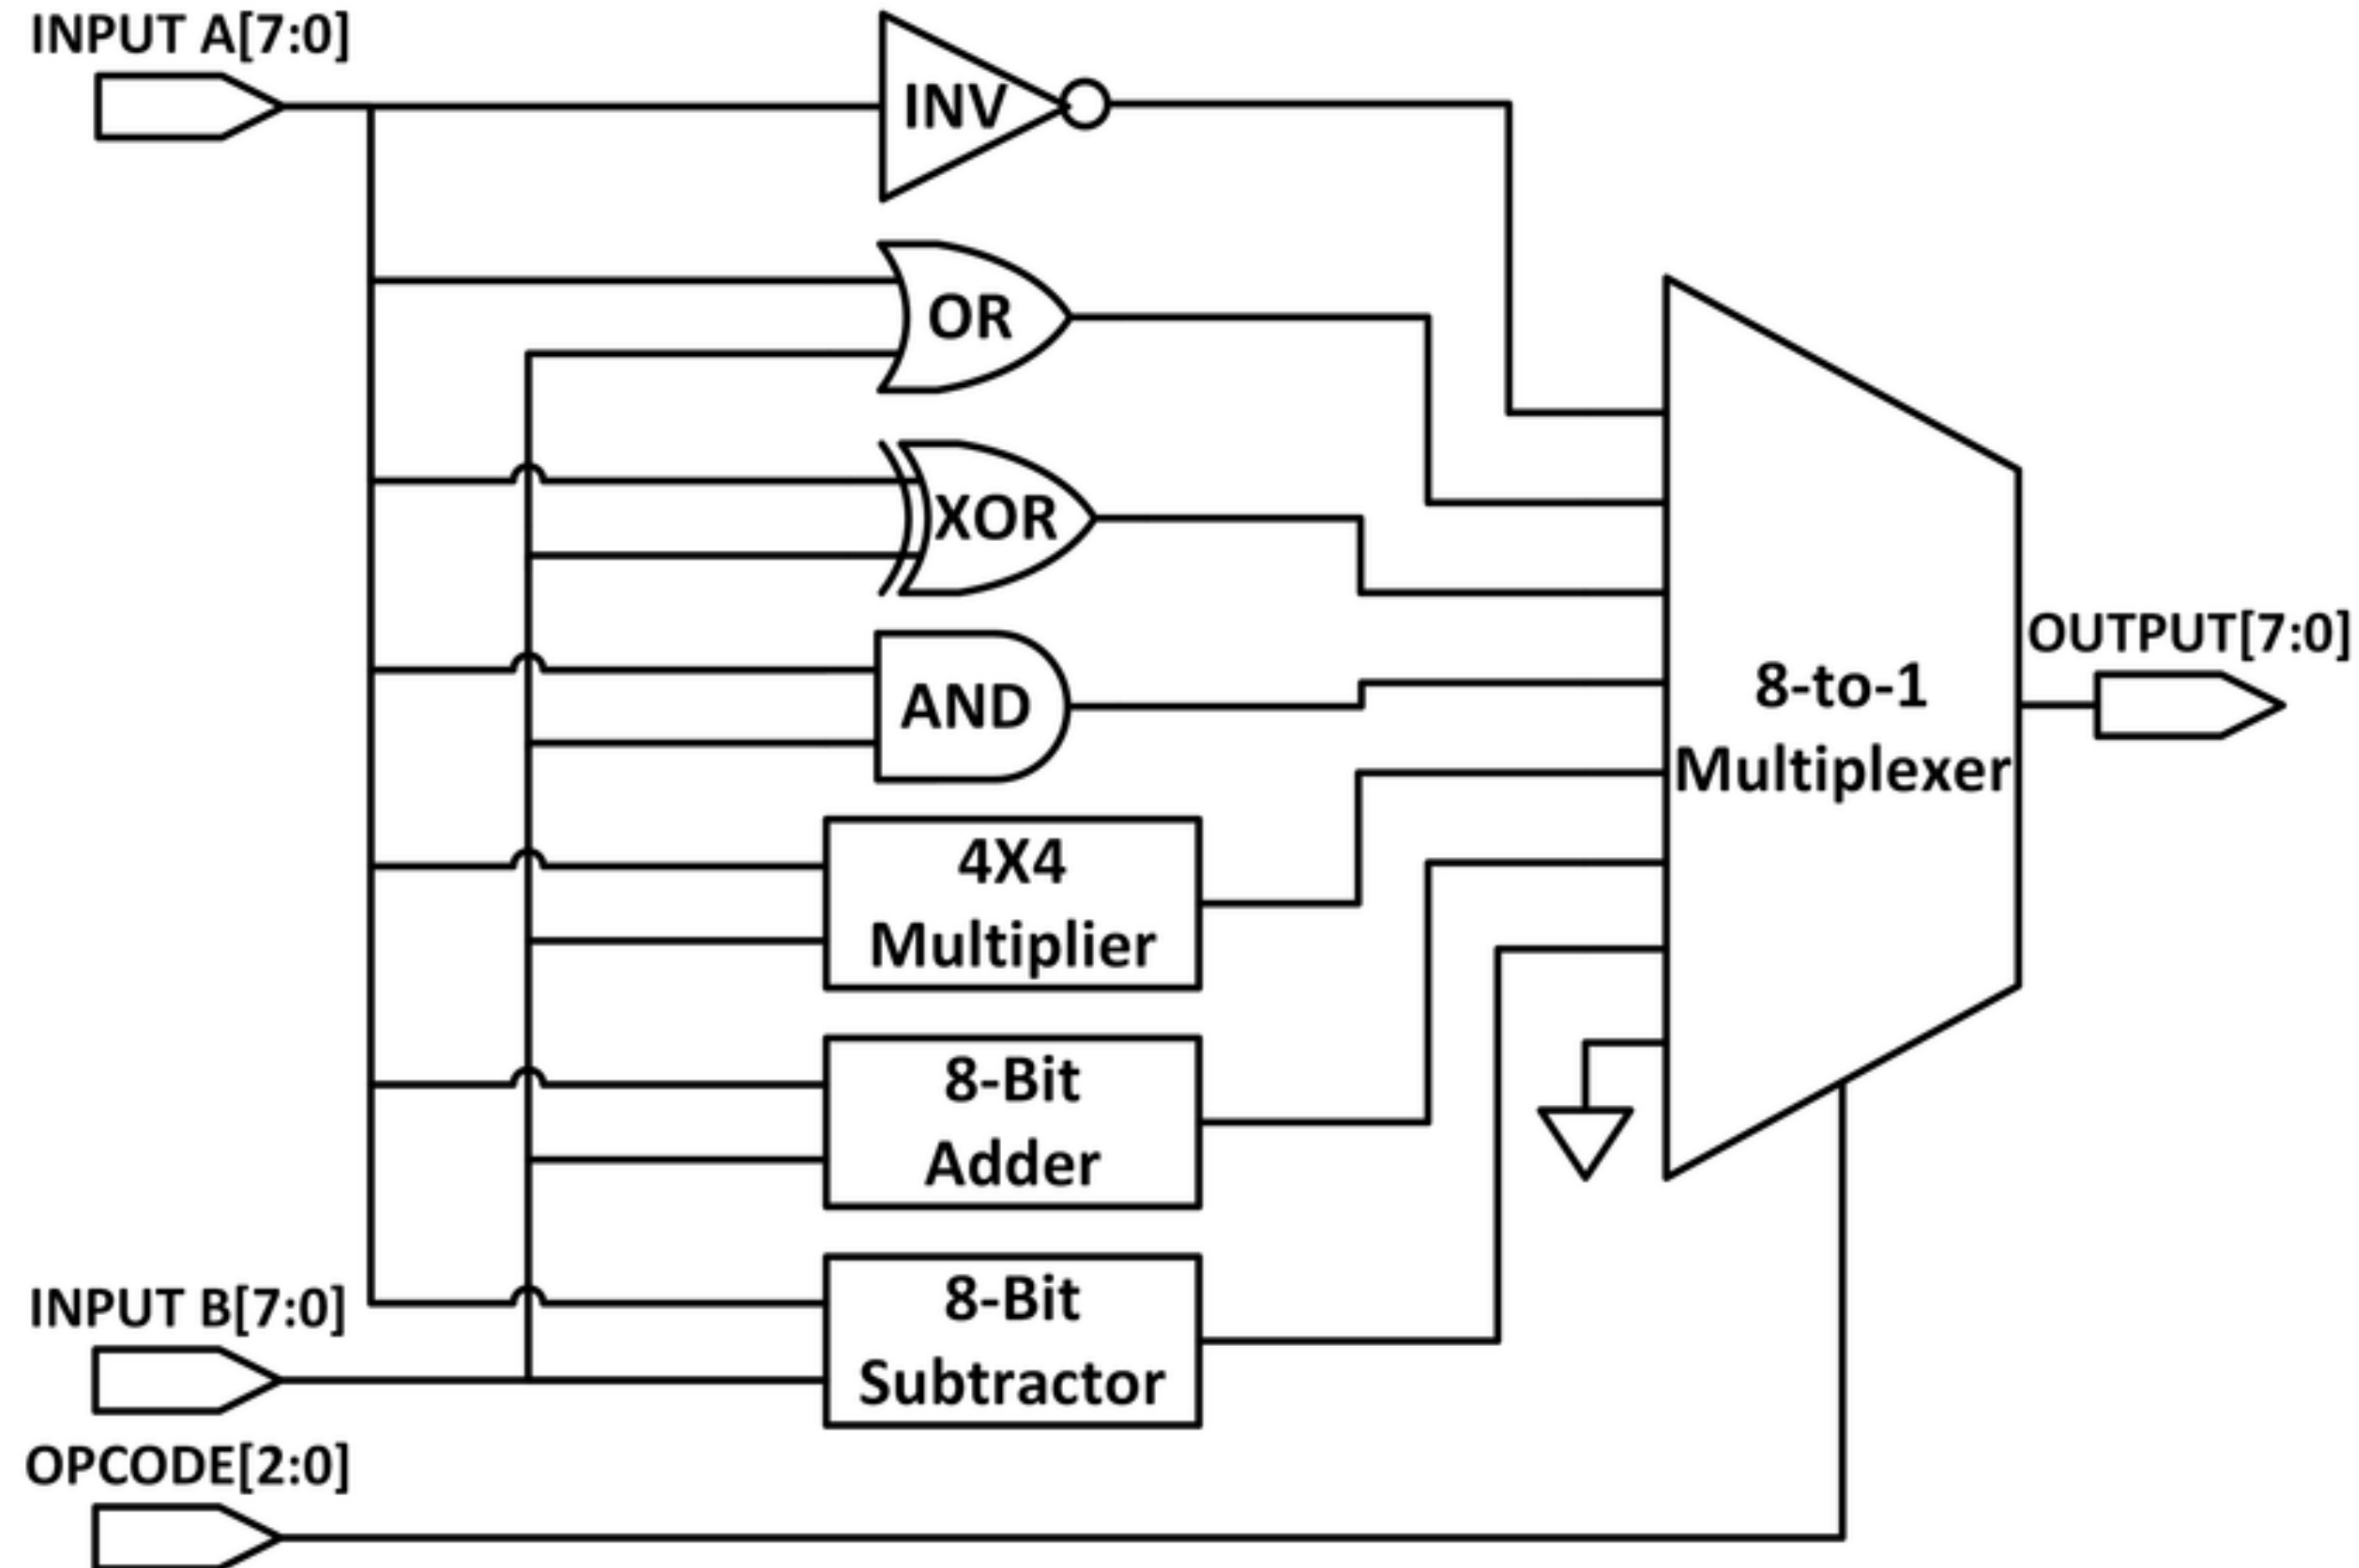 INPUT A[7:0]
INV
OR
XOR
AND
4X4
Multiplier
8-Bit
Adder
8-Bit
Subtractor
8-to-1
Multiplexer
OUTPUT[7:0]
INPUT B[7:0]
OPCODE[2:0]